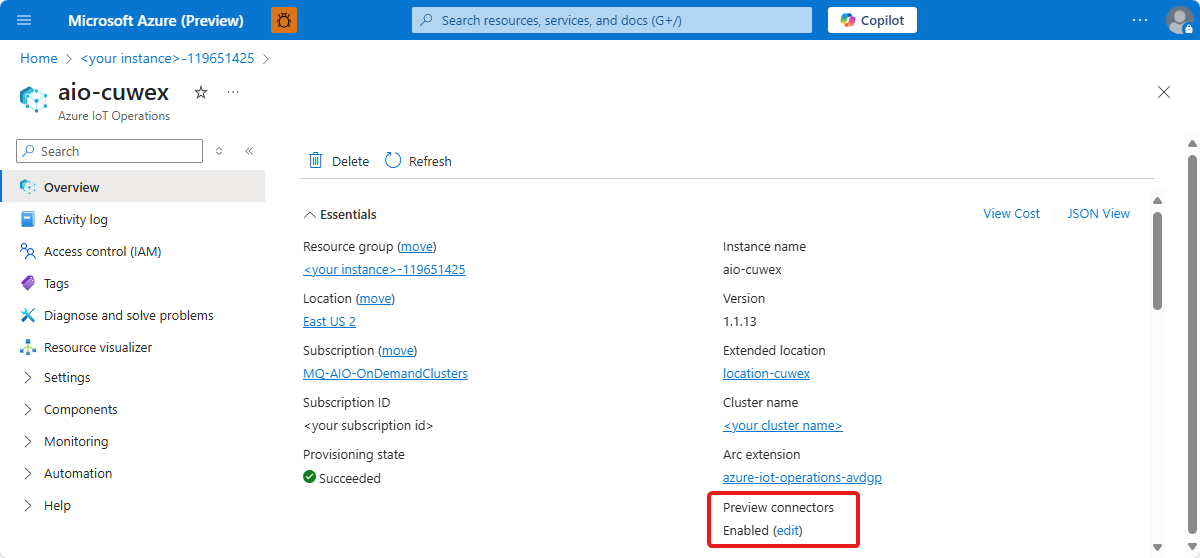 Microsoft Azure (Preview)
Search resources, services, and docs (G+/)
Copilot
Home > <your instance>-119651425 >
aio-cuwex
Azure IoT Operations
Search
Overview
Activity log
Access control (IAM)
Tags
Diagnose and solve problems
Resource visualizer
Settings
Components
Monitoring
Automation
Help
Delete
Refresh
Essentials
View Cost
JSON View
Resource group (move)
<your instance>-119651425
Location (move)
East US 2
Subscription (move)
MQ-AIO-OnDemandClusters
Subscription ID
<your subscription id>
Provisioning state
Succeeded
Instance name
aio-cuwex
Version
1.1.13
Extended location
location-cuwex
Cluster name
<your cluster name>
Arc extension
azure-iot-operations-avdgp
Preview connectors
Enabled (edit)